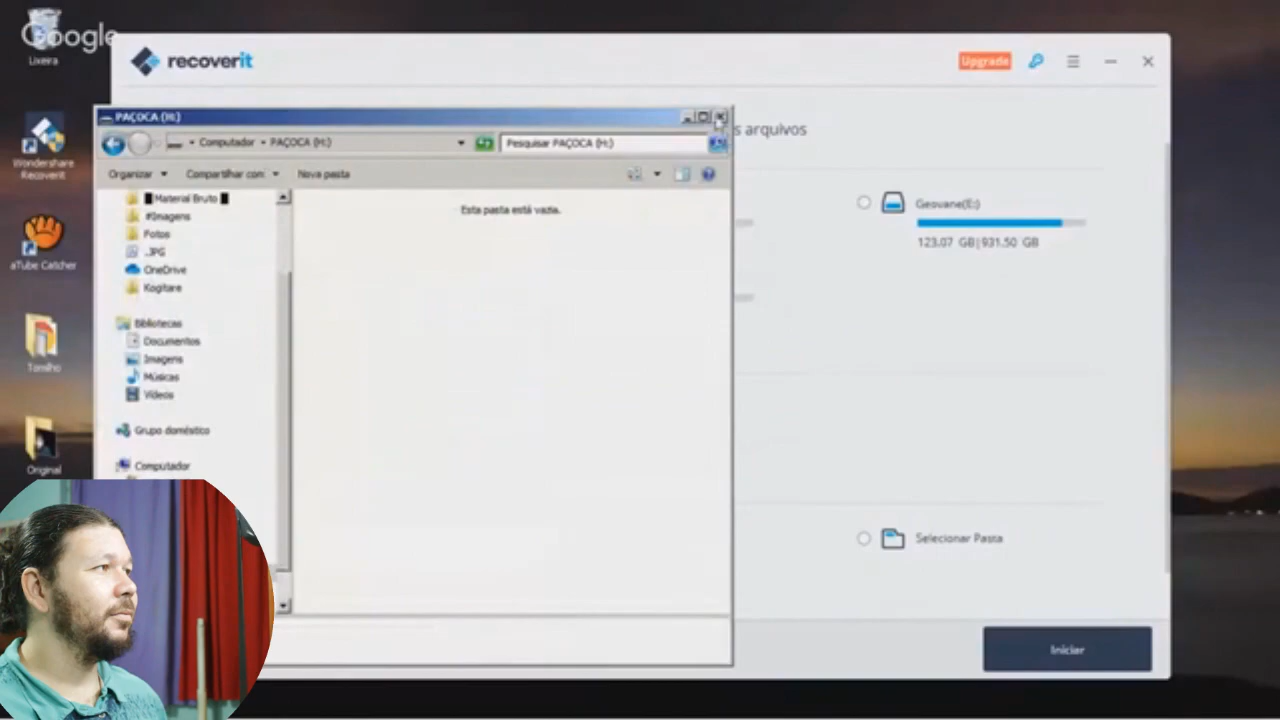 Google
Lixeira
Wondershare
Recoverit
aTube Catcher
Tomilho
Original
recoverit
Upgrade
s arquivos
Geovane(E:)
123.07 GB|931.50 GB
Selecionar Pasta
Iniciar
PAÇOCA (H:)
Computador
PAÇOCA (H:)
Pesquisar PAÇOCA (H:)
Organizar
Compartilhar com
Nova pasta
Material Bruto
#Imagens
Fotos
..JPG
OneDrive
Kogitare
Bibliotecas
Documentos
Imagens
Músicas
Vídeos
Grupo doméstico
Computador
Esta pasta está vazia.